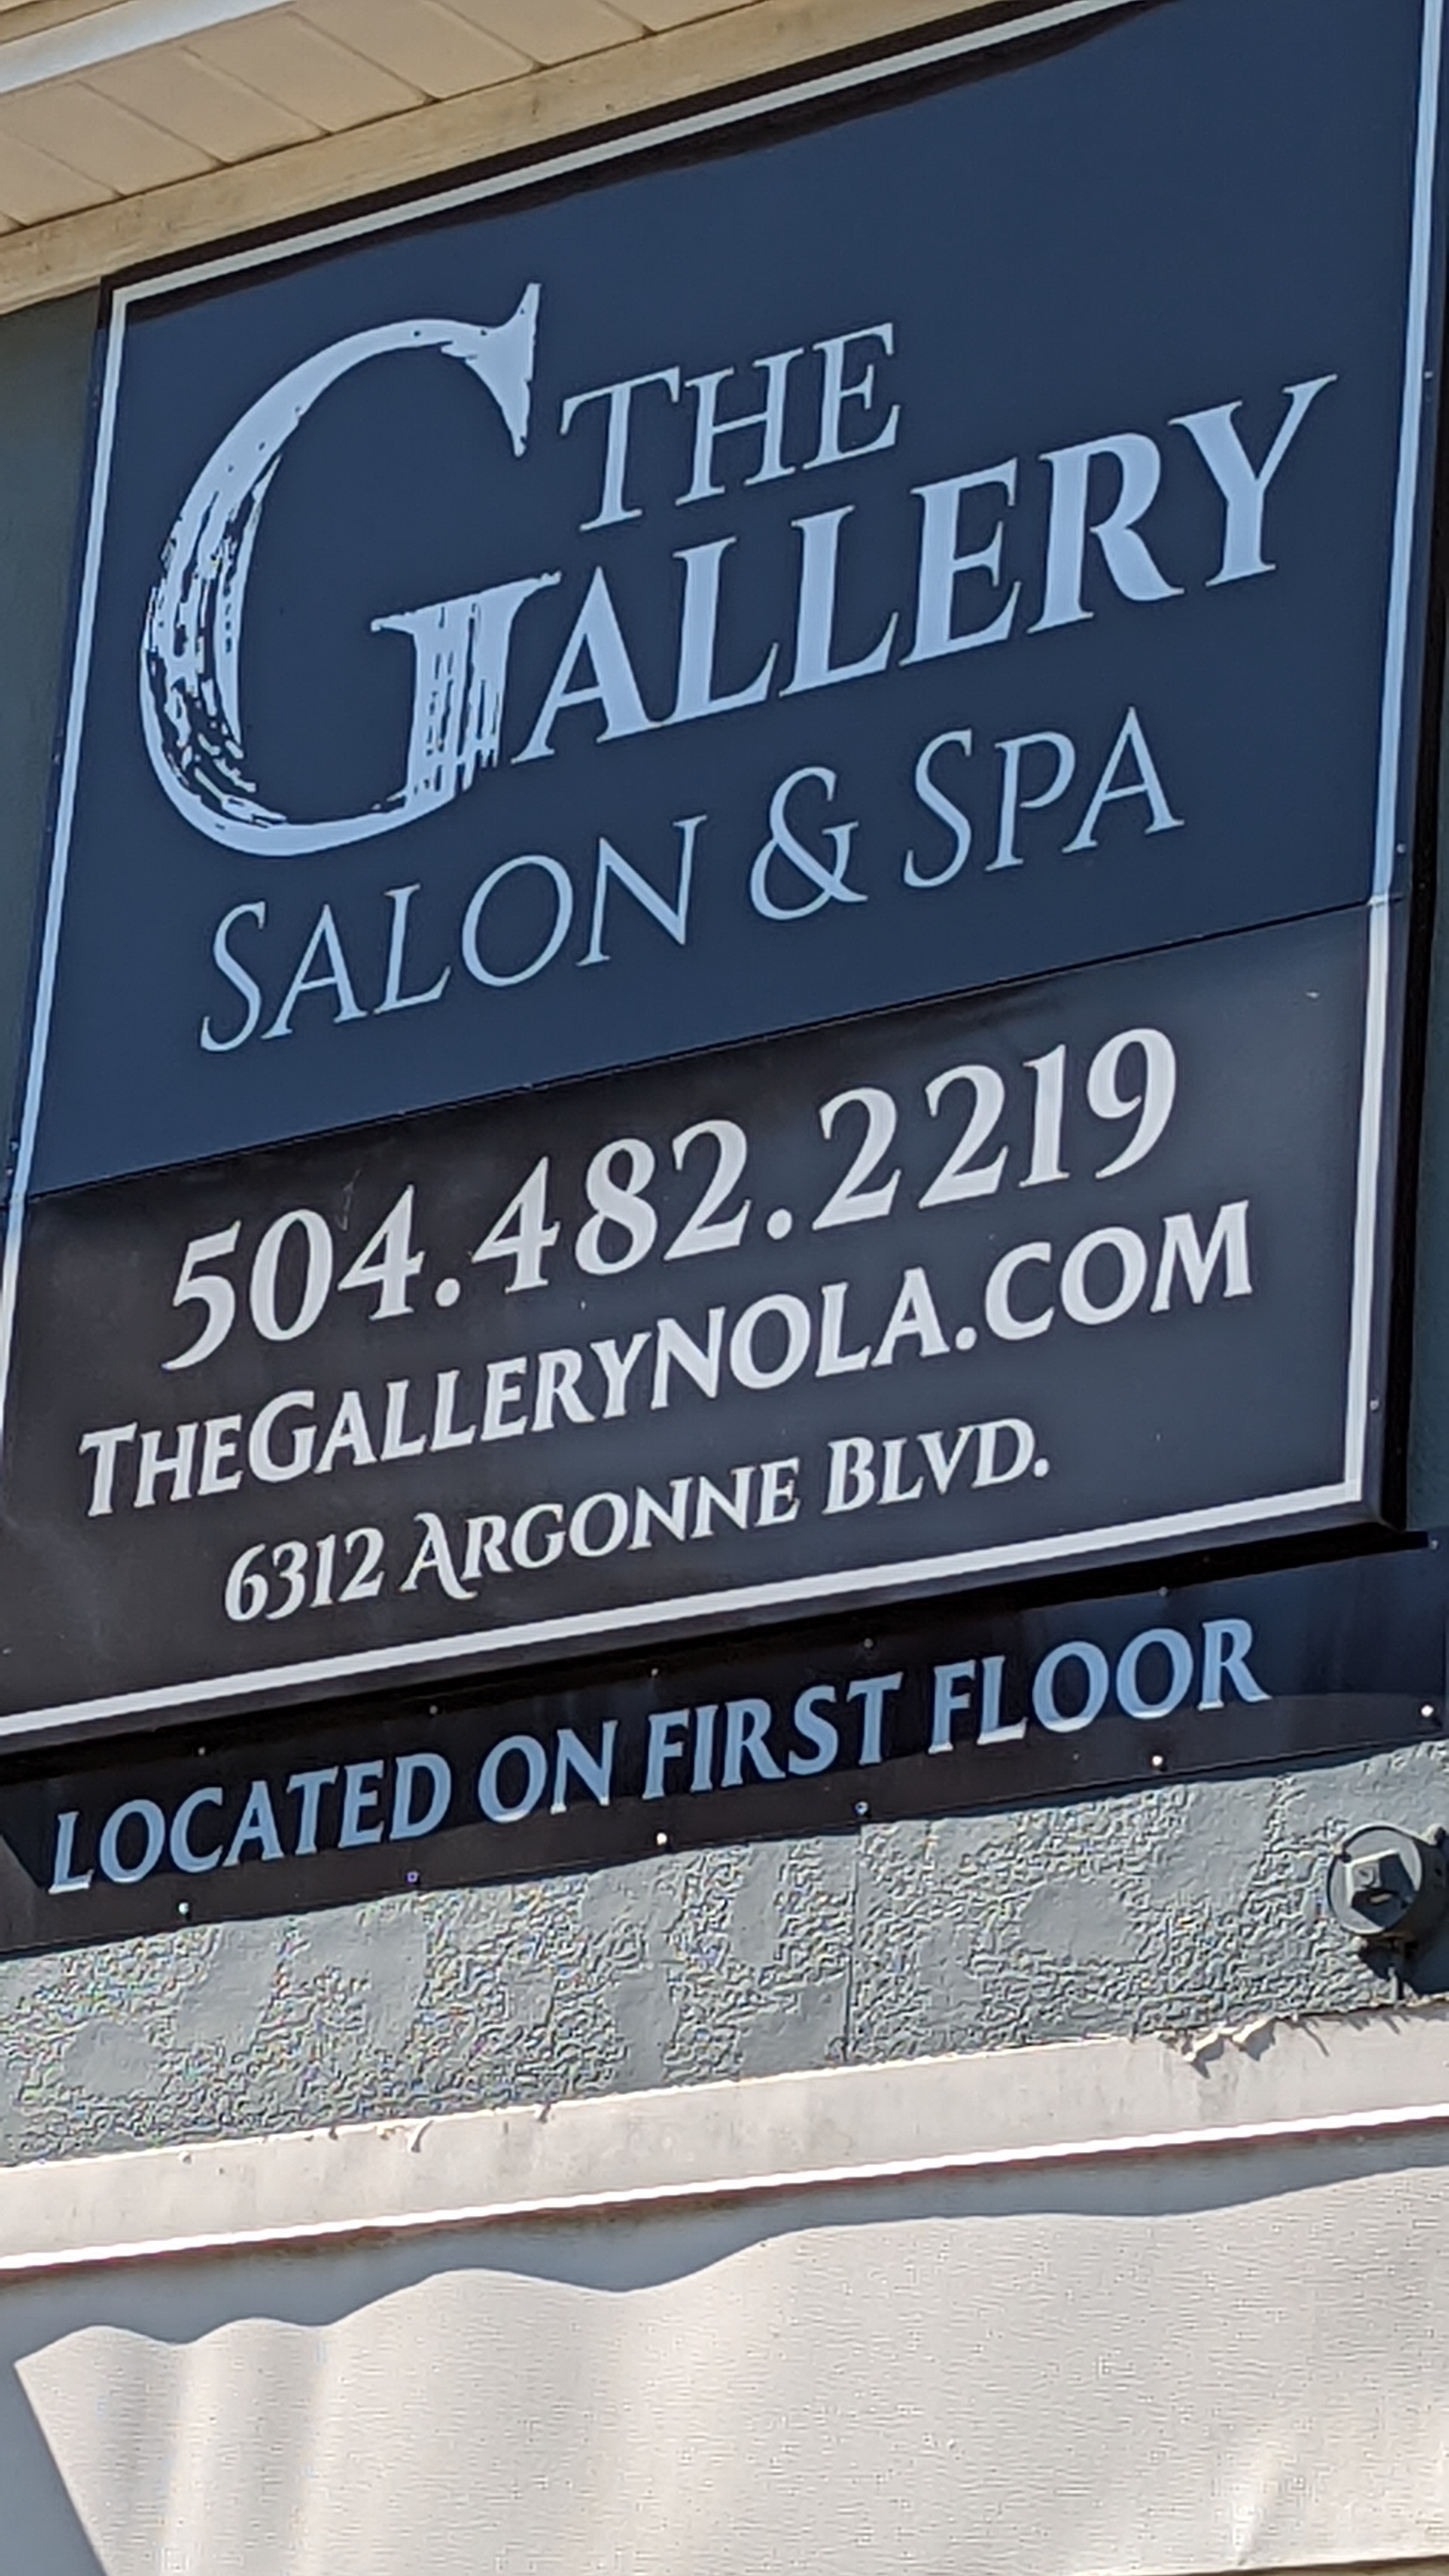 THE
GALLERY
SALON & SPA
504.482.2219
THEGALLERYNOLA.COM
6312 ARGONNE BLVD.
LOCATED ON FIRST FLOOR